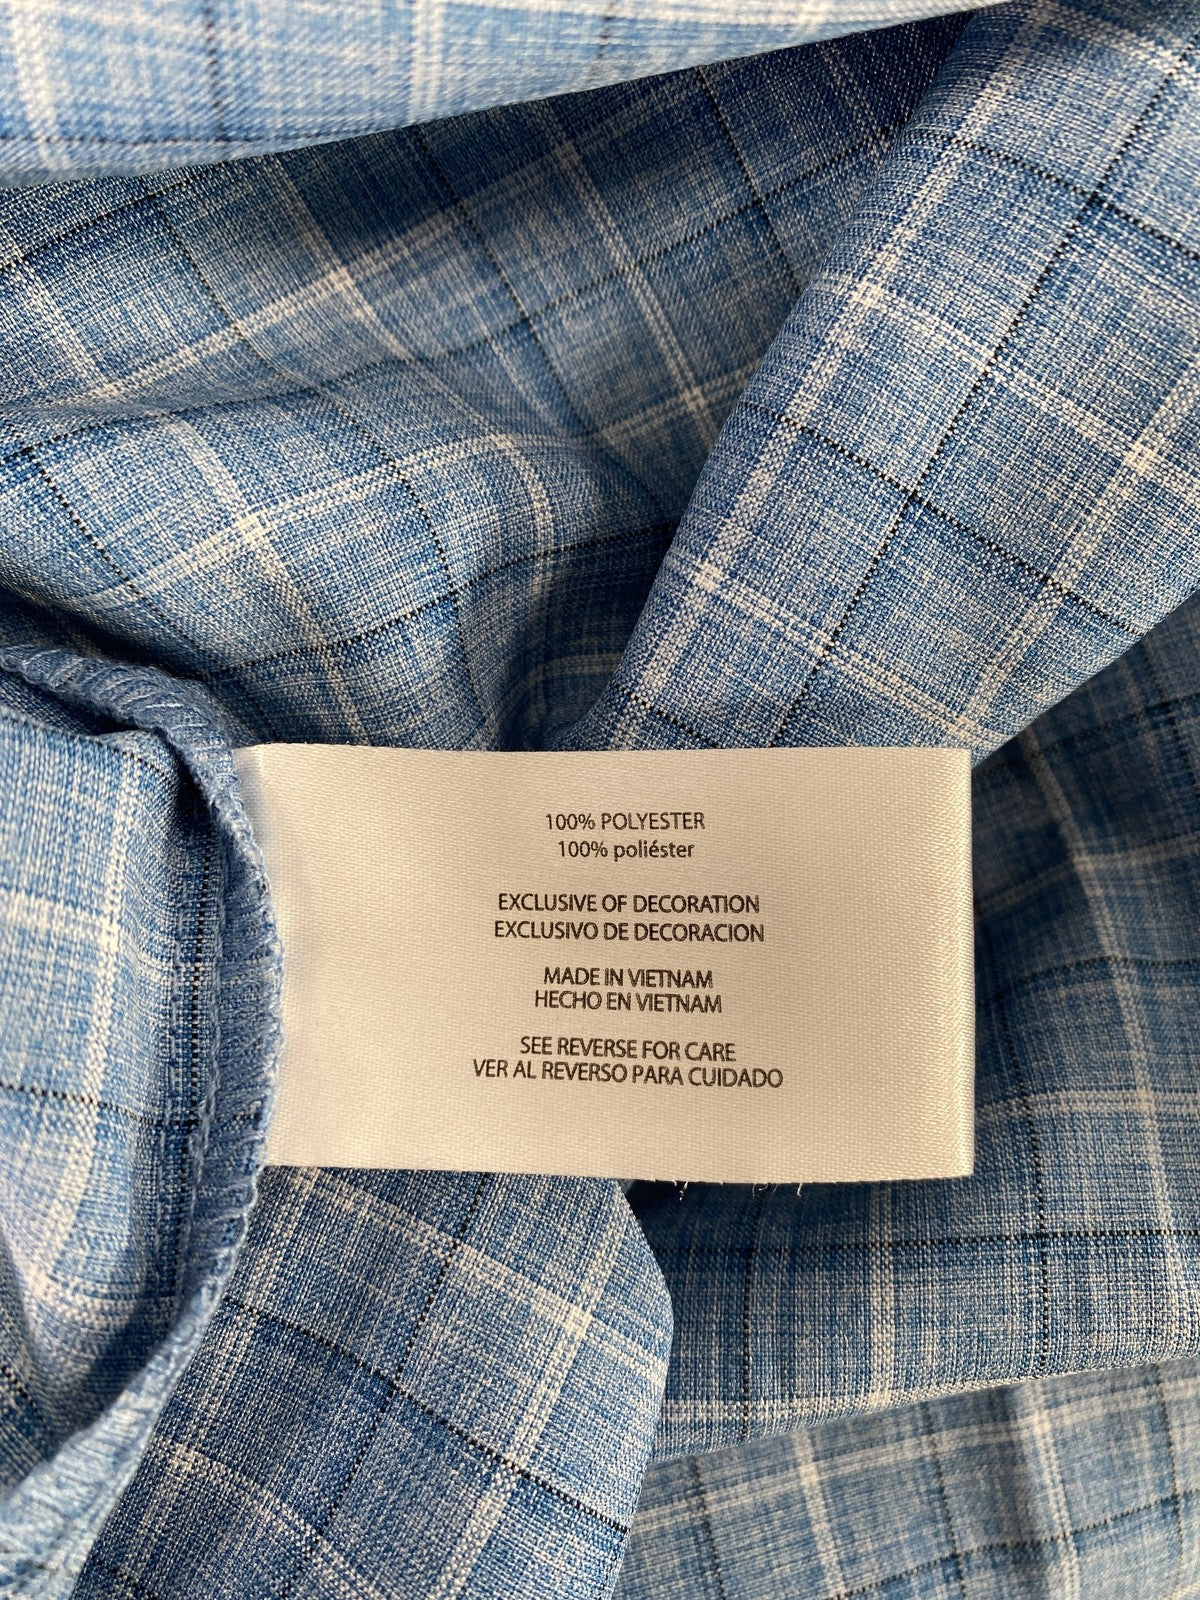 100% POLYESTER
100% poliéster
EXCLUSIVE OF DECORATION
EXCLUSIVO DE DECORACION
MADE IN VIETNAM
HECHO EN VIETNAM
SEE REVERSE FOR CARE
VER AL REVERSO PARA CUIDADO